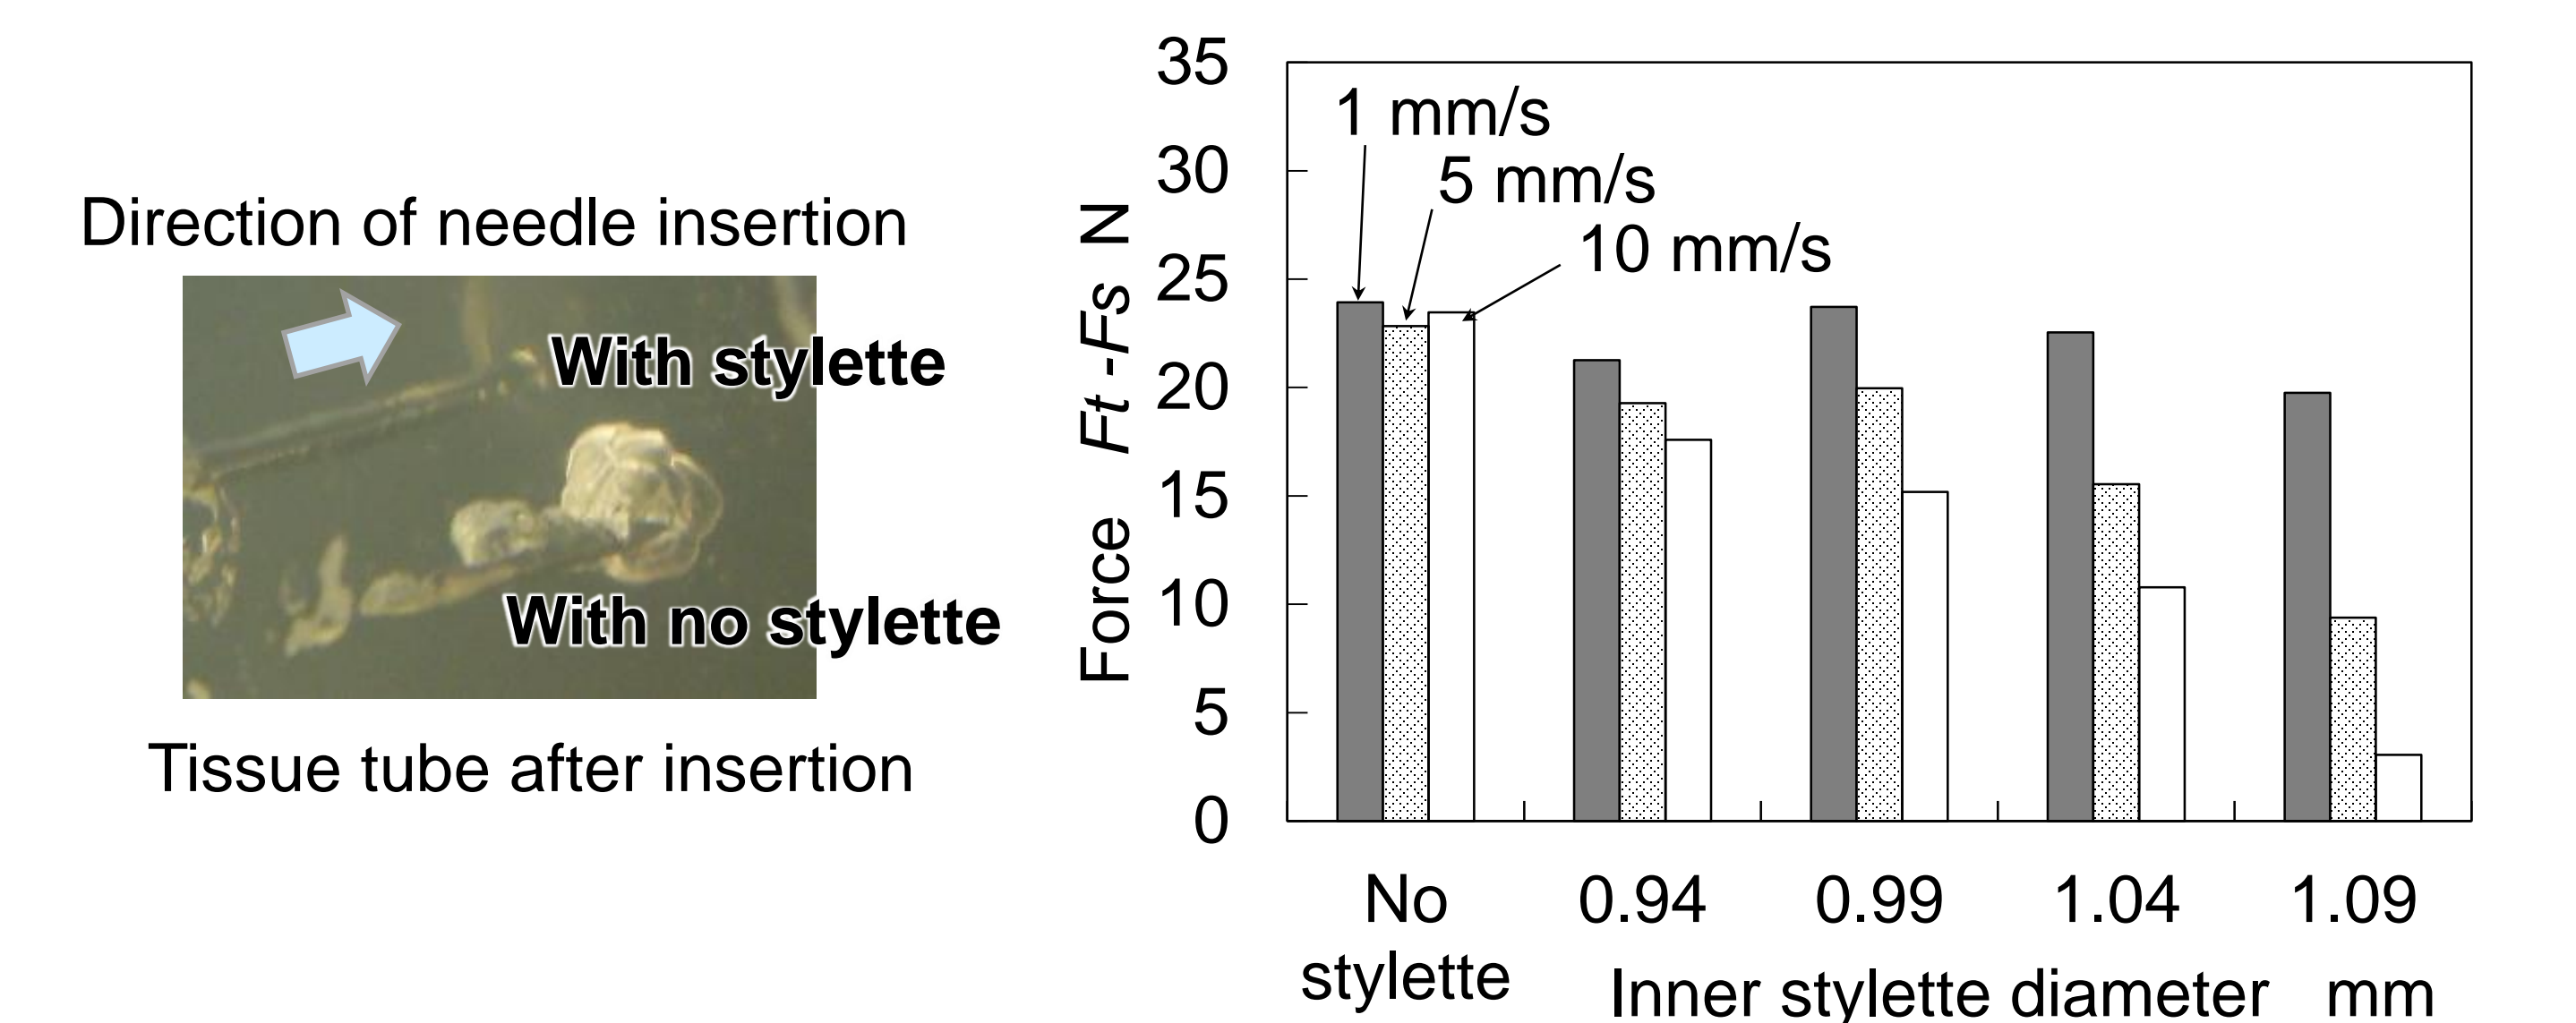 Direction of needle insertion
With stylette
With no stylette
Tissue tube after insertion
Force Ft -Fs N
35
30
25
20
15
10
5
0
1 mm/s
5 mm/s
10 mm/s
No stylette
0.94
0.99
1.04
1.09
Inner stylette diameter mm